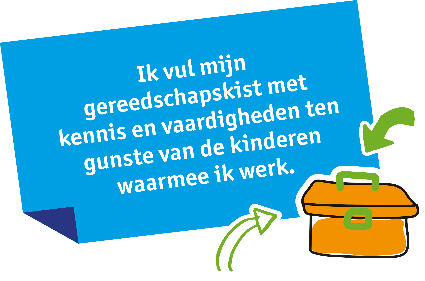 Ik vul mijn
gereedschapskist met
kennis en vaardigheden ten
gunste van de kinderen
waarmee ik werk.